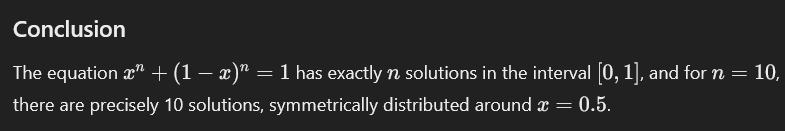 Conclusion
The equation xⁿ + (1 − x)ⁿ = 1 has exactly n solutions in the interval [0, 1], and for n = 10,
there are precisely 10 solutions, symmetrically distributed around x = 0.5.